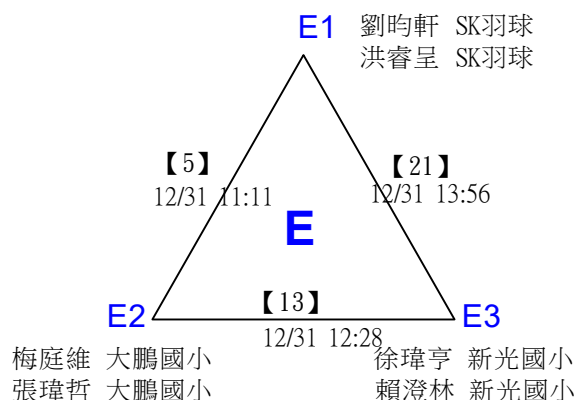 E1 劉昀軒 SK羽球
洪睿呈 SK羽球
【5】
12/31 11:11
【21】
12/31 13:56
E
【13】
12/31 12:28
E2
E3
梅庭維 大鵬國小
張瑋哲 大鵬國小
徐瑋亨 新光國小
賴澄林 新光國小